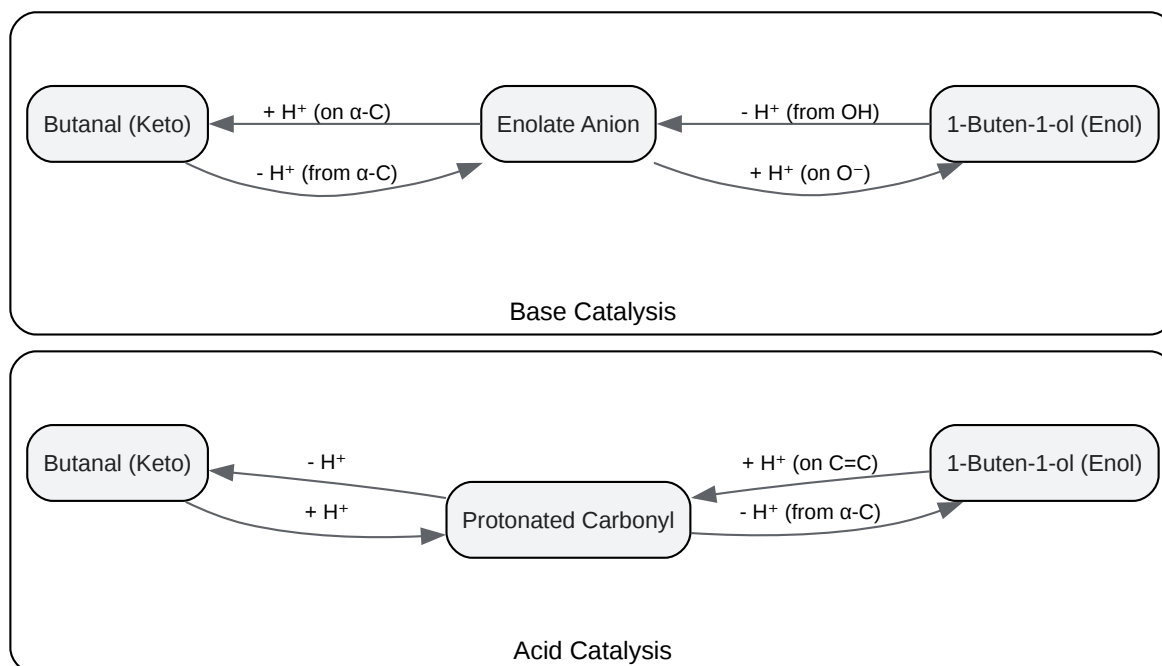 + H⁺ (on α-C)
- H⁺ (from OH)
Butanal (Keto)
Enolate Anion
1-Buten-1-ol (Enol)
- H⁺ (from α-C)
+ H⁺ (on O⁻)
Base Catalysis
Butanal (Keto)
- H⁺
+ H⁺ (on C=C)
1-Buten-1-ol (Enol)
+ H⁺
Protonated Carbonyl
- H⁺ (from α-C)
Acid Catalysis